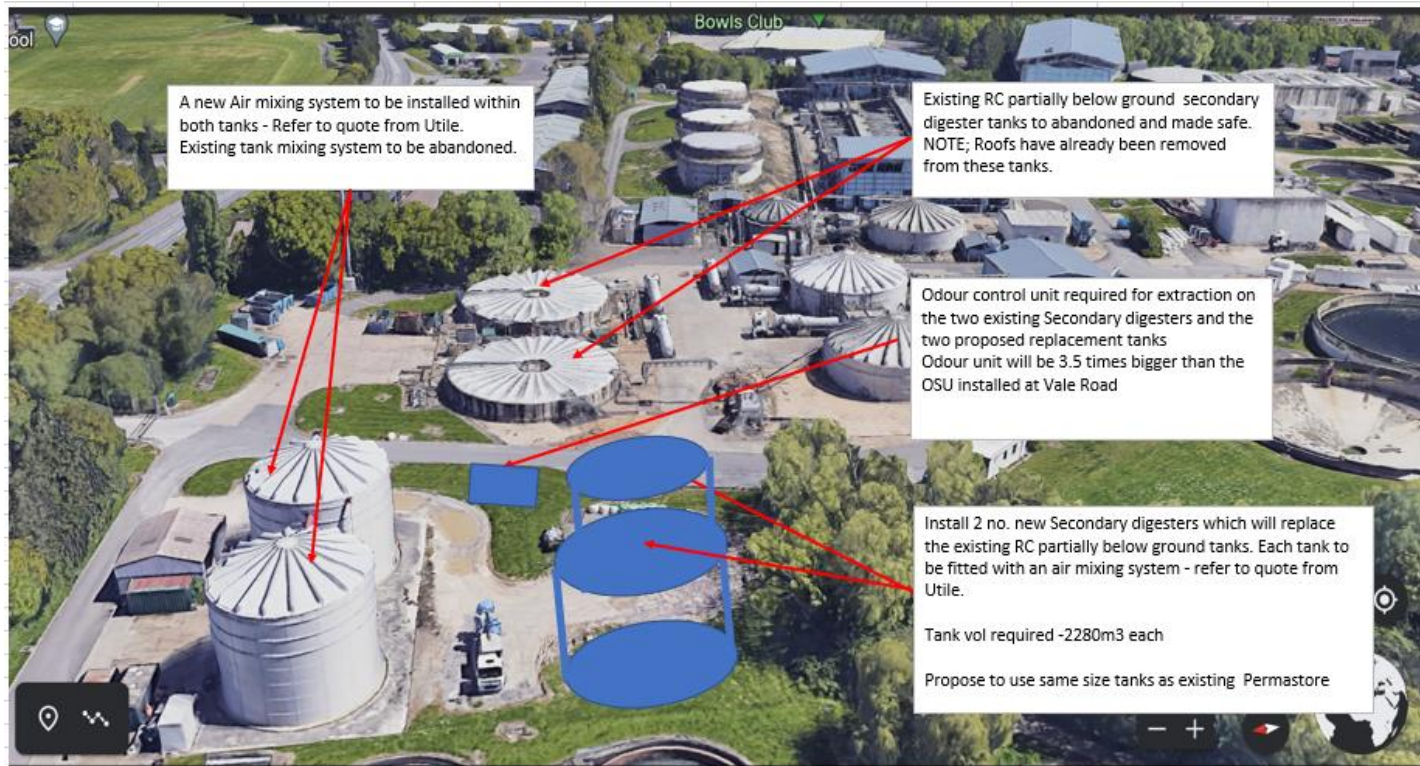 Bowls Club
ool
A new Air mixing system to be installed within
both tanks - Refer to quote from Utile.
Existing tank mixing system to be abandoned.
Existing RC partially below ground secondary
digester tanks to abandoned and made safe.
NOTE; Roofs have already been removed
from these tanks.
Odour control unit required for extraction on
the two existing Secondary digesters and the
two proposed replacement tanks
Odour unit will be 3.5 times bigger than the
OSU installed at Vale Road
Install 2 no. new Secondary digesters which will replace
the existing RC partially below ground tanks. Each tank to
be fitted with an air mixing system - refer to quote from
Utile.
Tank vol required -2280m3 each
Propose to use same size tanks as existing Permastore